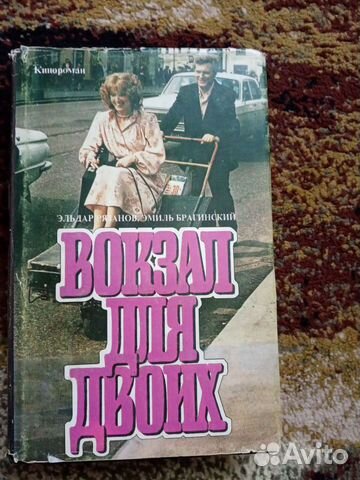 Кинороман
ЭЛЬДАР РЯЗАНОВ, ЭМИЛЬ БРАГИНСКИЙ
ВОКЗАЛ
ДЛЯ
ДВОИХ
Avito